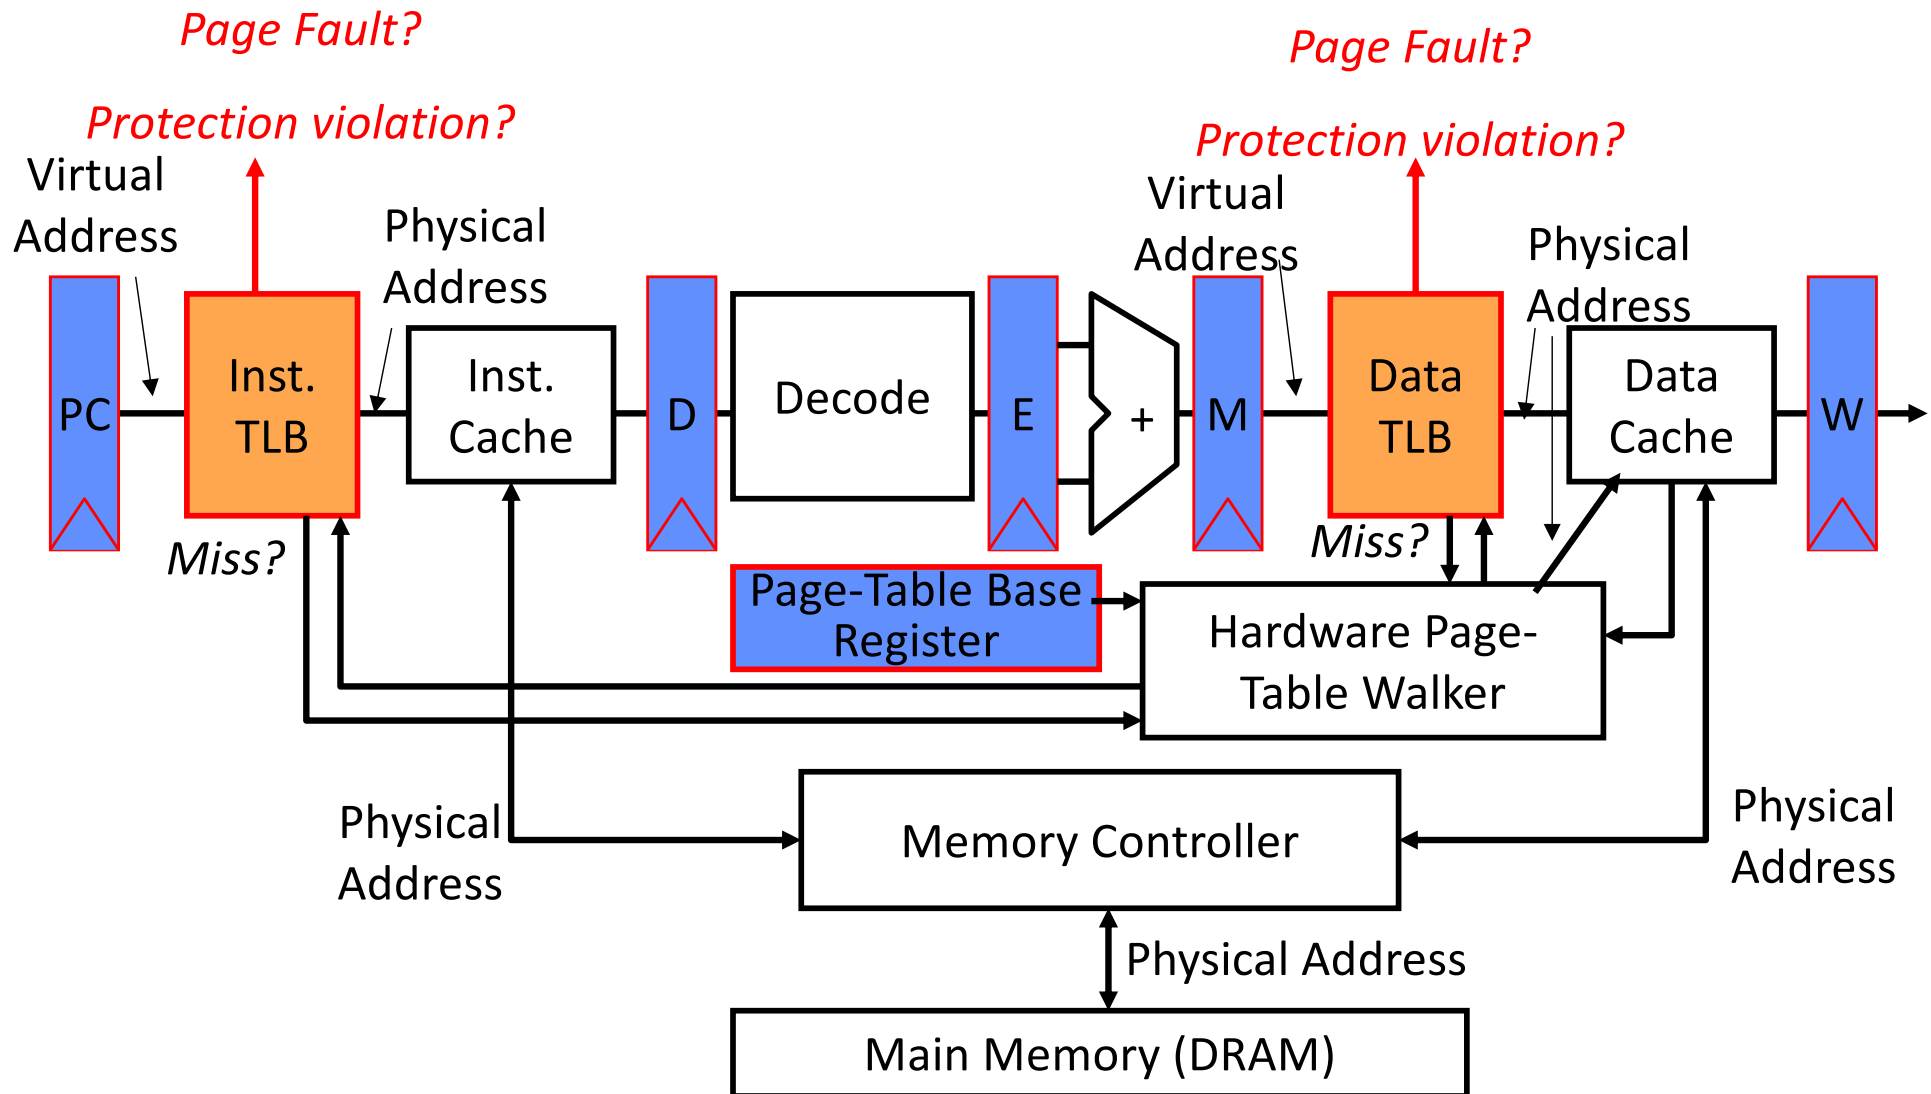 Page Fault?
Protection violation?
Page Fault?
Protection violation?
Virtual
Address
Physical
Address
Virtual
Address
Physical
Address
PC
Inst.
TLB
Inst.
Cache
D
Decode
E
+
M
Data
TLB
Data
Cache
W
Miss?
Miss?
Page-Table Base
Register
Hardware Page-
Table Walker
Physical
Address
Memory Controller
Physical
Address
Physical Address
Main Memory (DRAM)